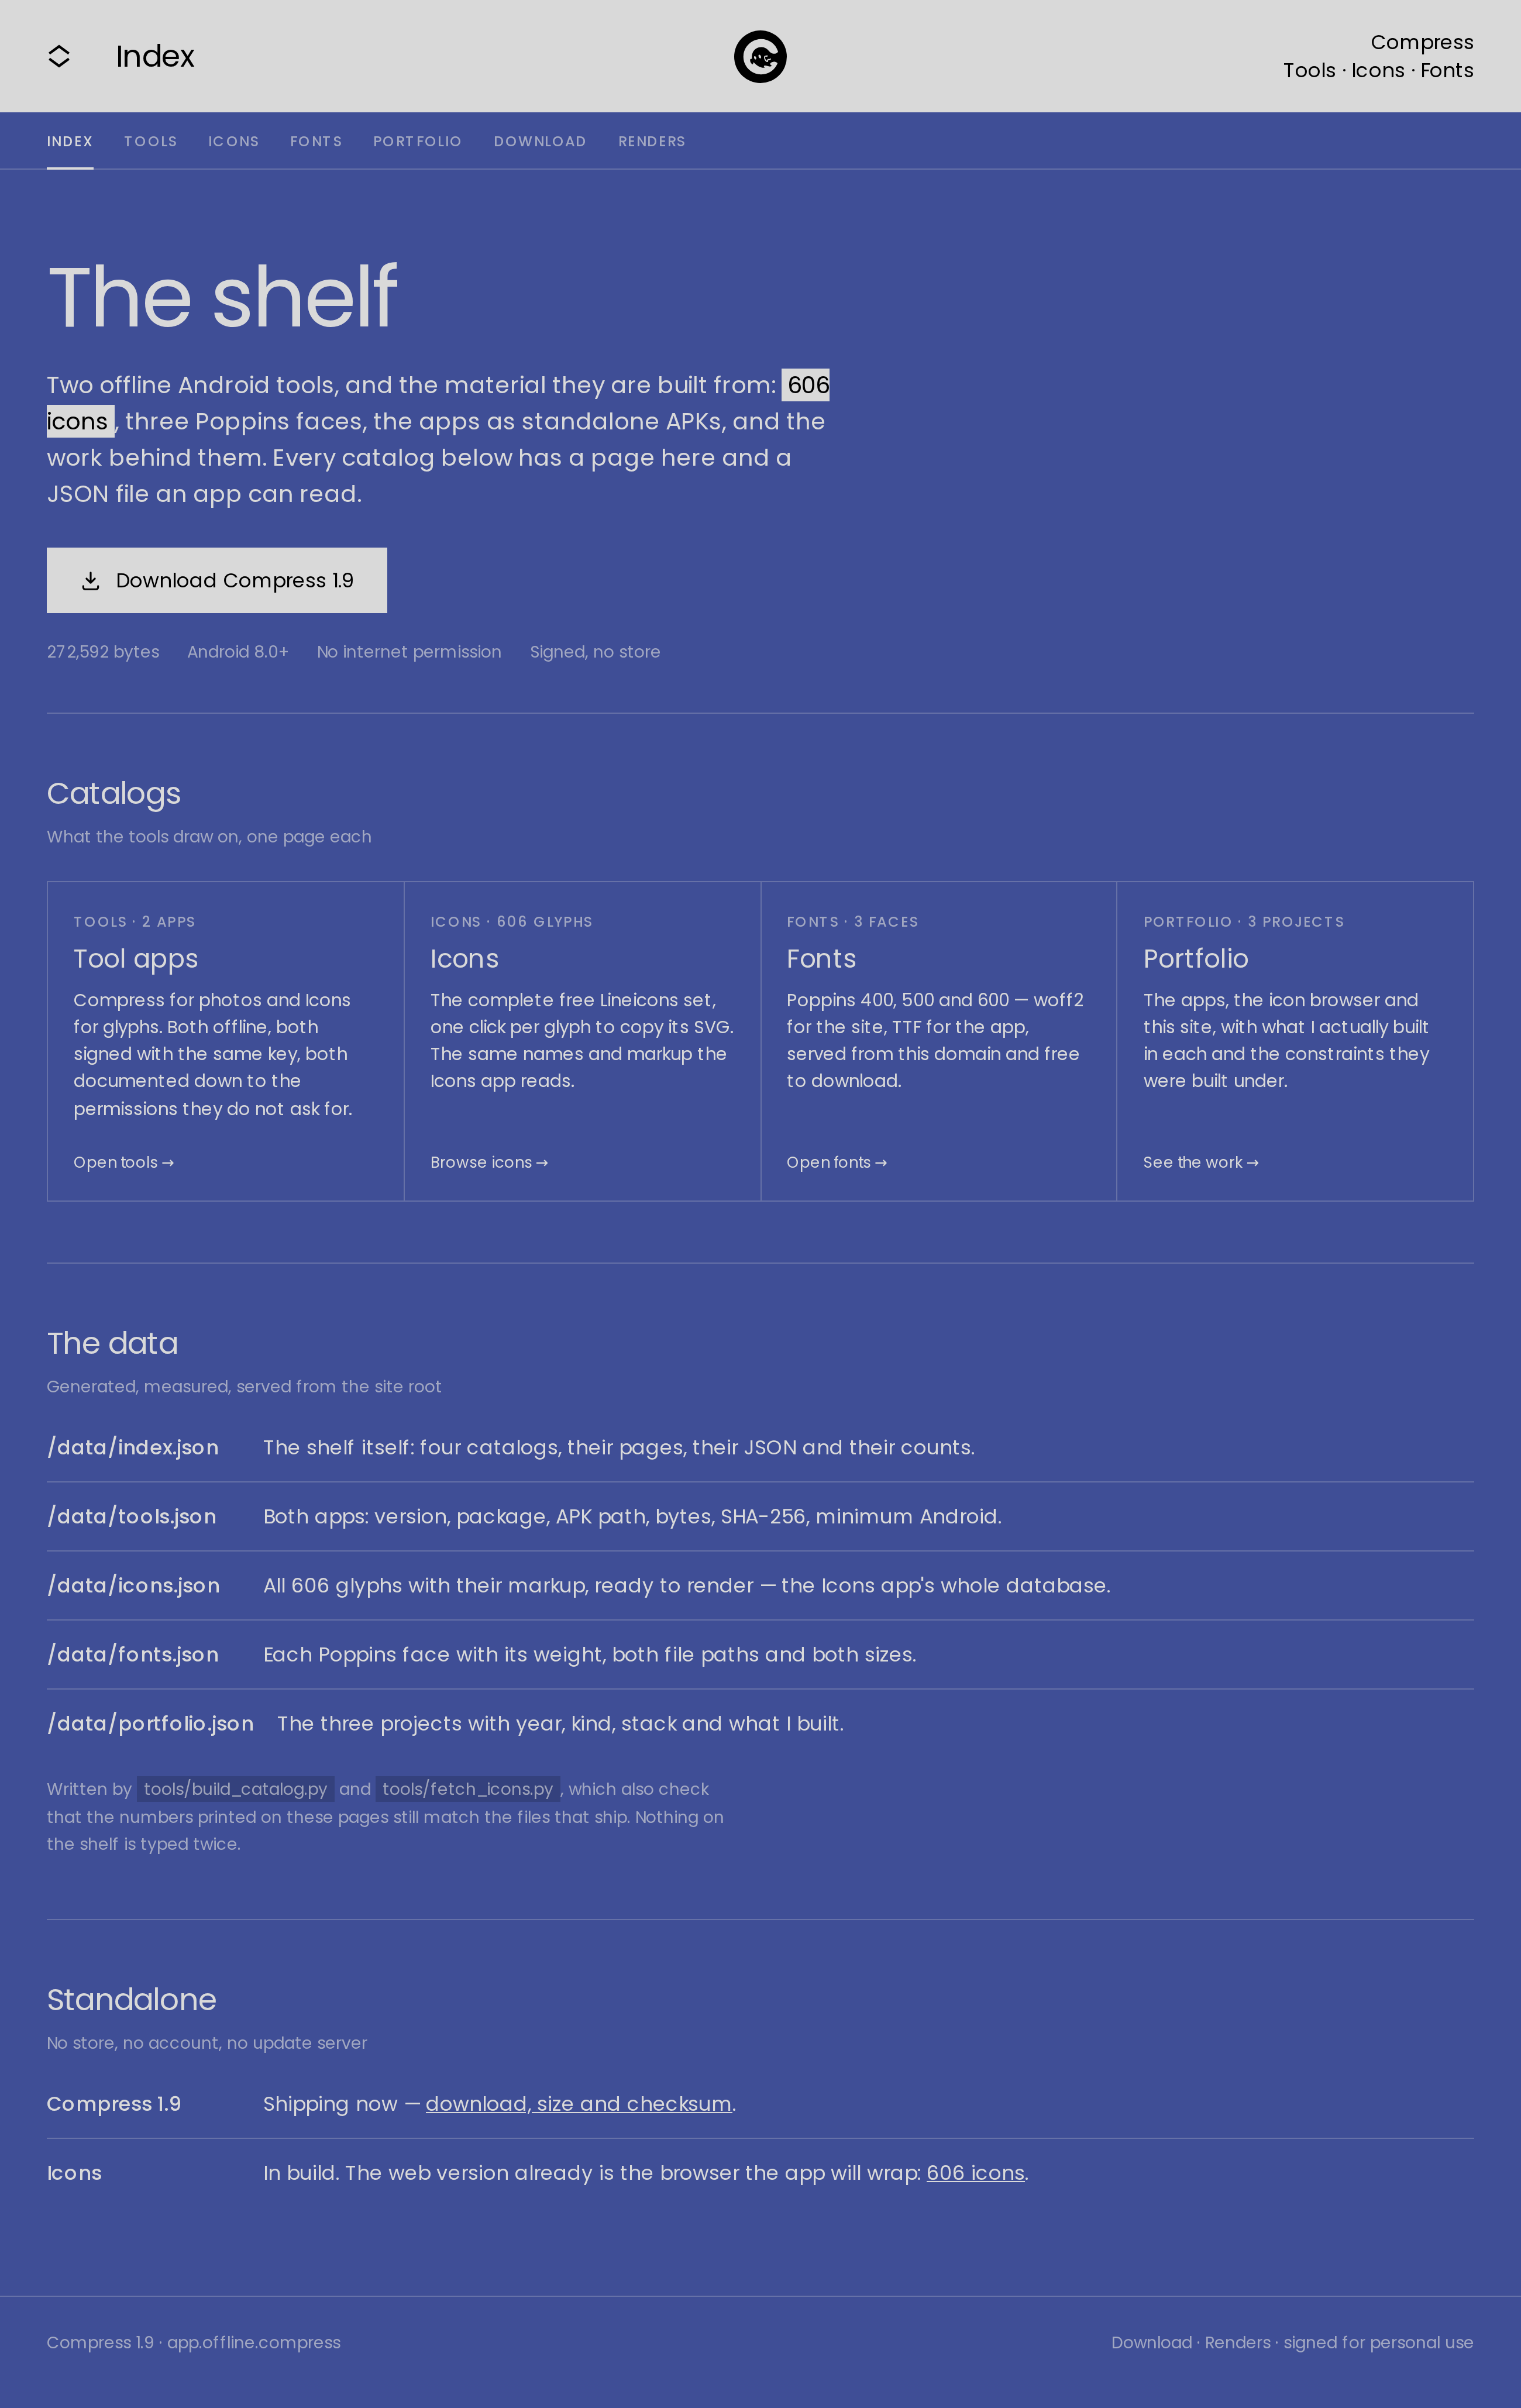 Index
Compress
Tools · Icons · Fonts
INDEX TOOLS ICONS FONTS PORTFOLIO DOWNLOAD RENDERS
The shelf
Two offline Android tools, and the material they are built from: 606
icons , three Poppins faces, the apps as standalone APKs, and the
work behind them. Every catalog below has a page here and a
JSON file an app can read.
Download Compress 1.9
272,592 bytes Android 8.0+ No internet permission Signed, no store
Catalogs
What the tools draw on, one page each
TOOLS · 2 APPS
Tool apps
Compress for photos and Icons
for glyphs. Both offline, both
signed with the same key, both
documented down to the
permissions they do not ask for.
Open tools →
ICONS · 606 GLYPHS
Icons
The complete free Lineicons set,
one click per glyph to copy its SVG.
The same names and markup the
Icons app reads.
Browse icons →
FONTS · 3 FACES
Fonts
Poppins 400, 500 and 600 — woff2
for the site, TTF for the app,
served from this domain and free
to download.
Open fonts →
PORTFOLIO · 3 PROJECTS
Portfolio
The apps, the icon browser and
this site, with what I actually built
in each and the constraints they
were built under.
See the work →
The data
Generated, measured, served from the site root
/data/index.json The shelf itself: four catalogs, their pages, their JSON and their counts.
/data/tools.json Both apps: version, package, APK path, bytes, SHA-256, minimum Android.
/data/icons.json All 606 glyphs with their markup, ready to render — the Icons app's whole database.
/data/fonts.json Each Poppins face with its weight, both file paths and both sizes.
/data/portfolio.json The three projects with year, kind, stack and what I built.
Written by tools/build_catalog.py and tools/fetch_icons.py , which also check
that the numbers printed on these pages still match the files that ship. Nothing on
the shelf is typed twice.
Standalone
No store, no account, no update server
Compress 1.9 Shipping now — download, size and checksum.
Icons In build. The web version already is the browser the app will wrap: 606 icons.
Compress 1.9 · app.offline.compress
Download · Renders · signed for personal use